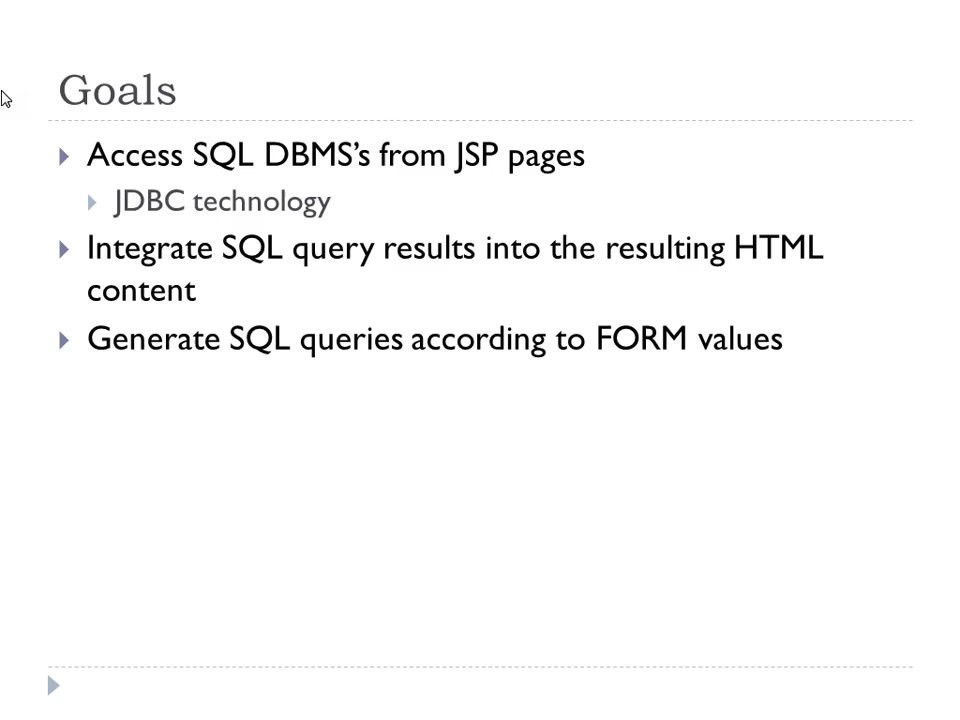 Goals
Access SQL DBMS’s from JSP pages
JDBC technology
Integrate SQL query results into the resulting HTML
content
Generate SQL queries according to FORM values